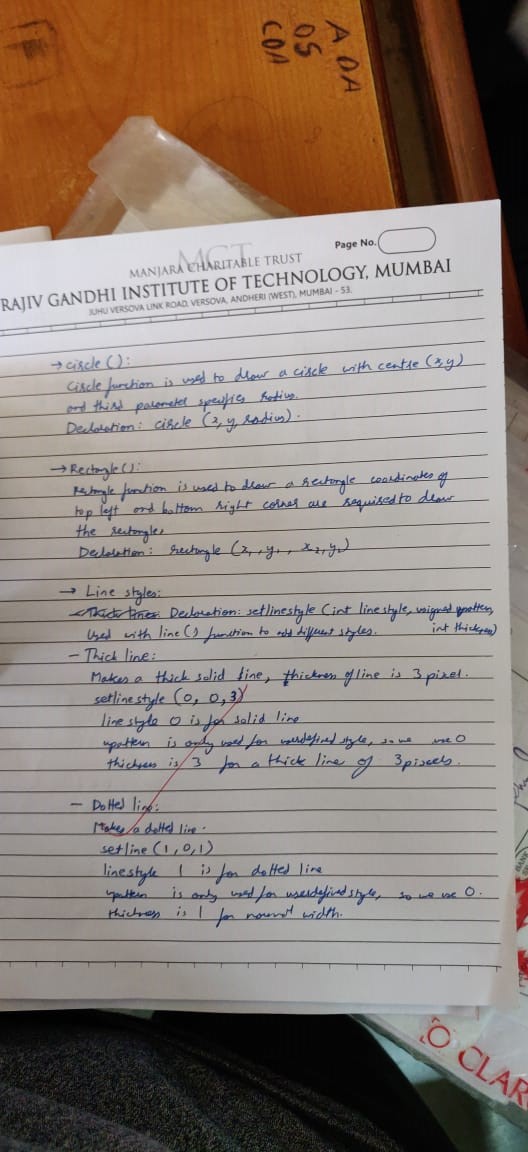 A DA
OS
COA
MGT
MANJARA CHARITABLE TRUST
Page No.
RAJIV GANDHI INSTITUTE OF TECHNOLOGY, MUMBAI
JUHU VERSOVA LINK ROAD, VERSOVA, ANDHERI (WEST), MUMBAI - 53.
→ circle ():
Circle function is used to draw a circle with centre (x,y)
and third parameter specifies radius.
Declaration: circle (x, y, radius).
→ Rectangle():
Rectangle function is used to draw a rectangle coordinates of
top left and bottom right corner are required to draw
the rectangle.
Declaration: rectangle (x1, y1, x2, y2)
→ Line styles:
Thick lines: Declaration: setlinestyle (int linestyle, unsigned upattern,
int thickness)
Used with line() function to add different styles.
- Thick line:
Makes a thick solid line, thickness of line is 3 pixel.
setlinestyle (0, 0, 3)
line style 0 is for solid line
upattern is only used for userdefined style, so we use 0
thickness is 3 for a thick line of 3 pixels.
- Dotted line:
Makes a dotted line.
setline (1, 0, 1)
linestyle 1 is for dotted line
upattern is only used for userdefined style, so we use 0.
thickness is 1 for normal width.
CLAR